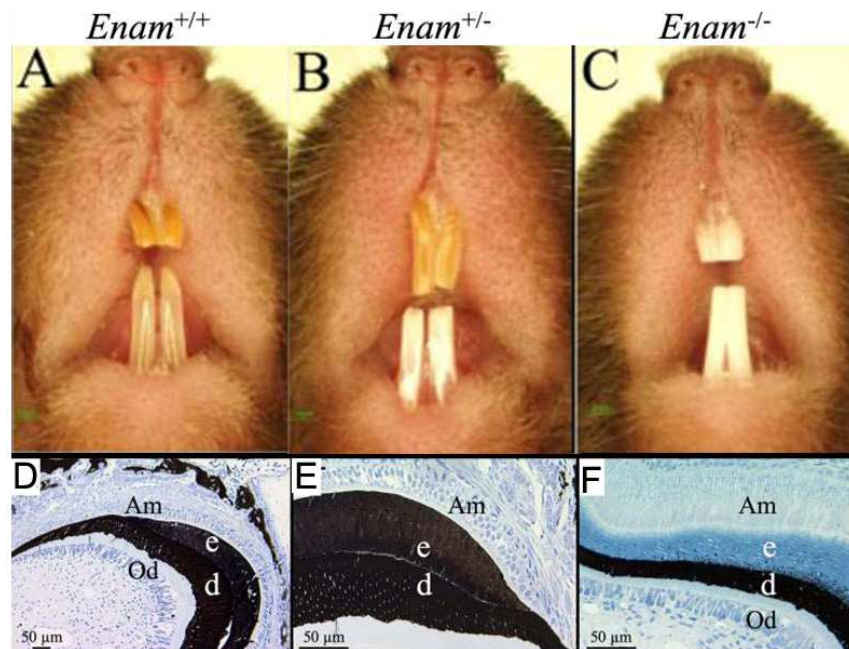 Enam+/+ Enam+/- Enam-/-
A B C
D Am e d Od 50 µm
E Am e d 50 µm
F Am e d Od 50 µm